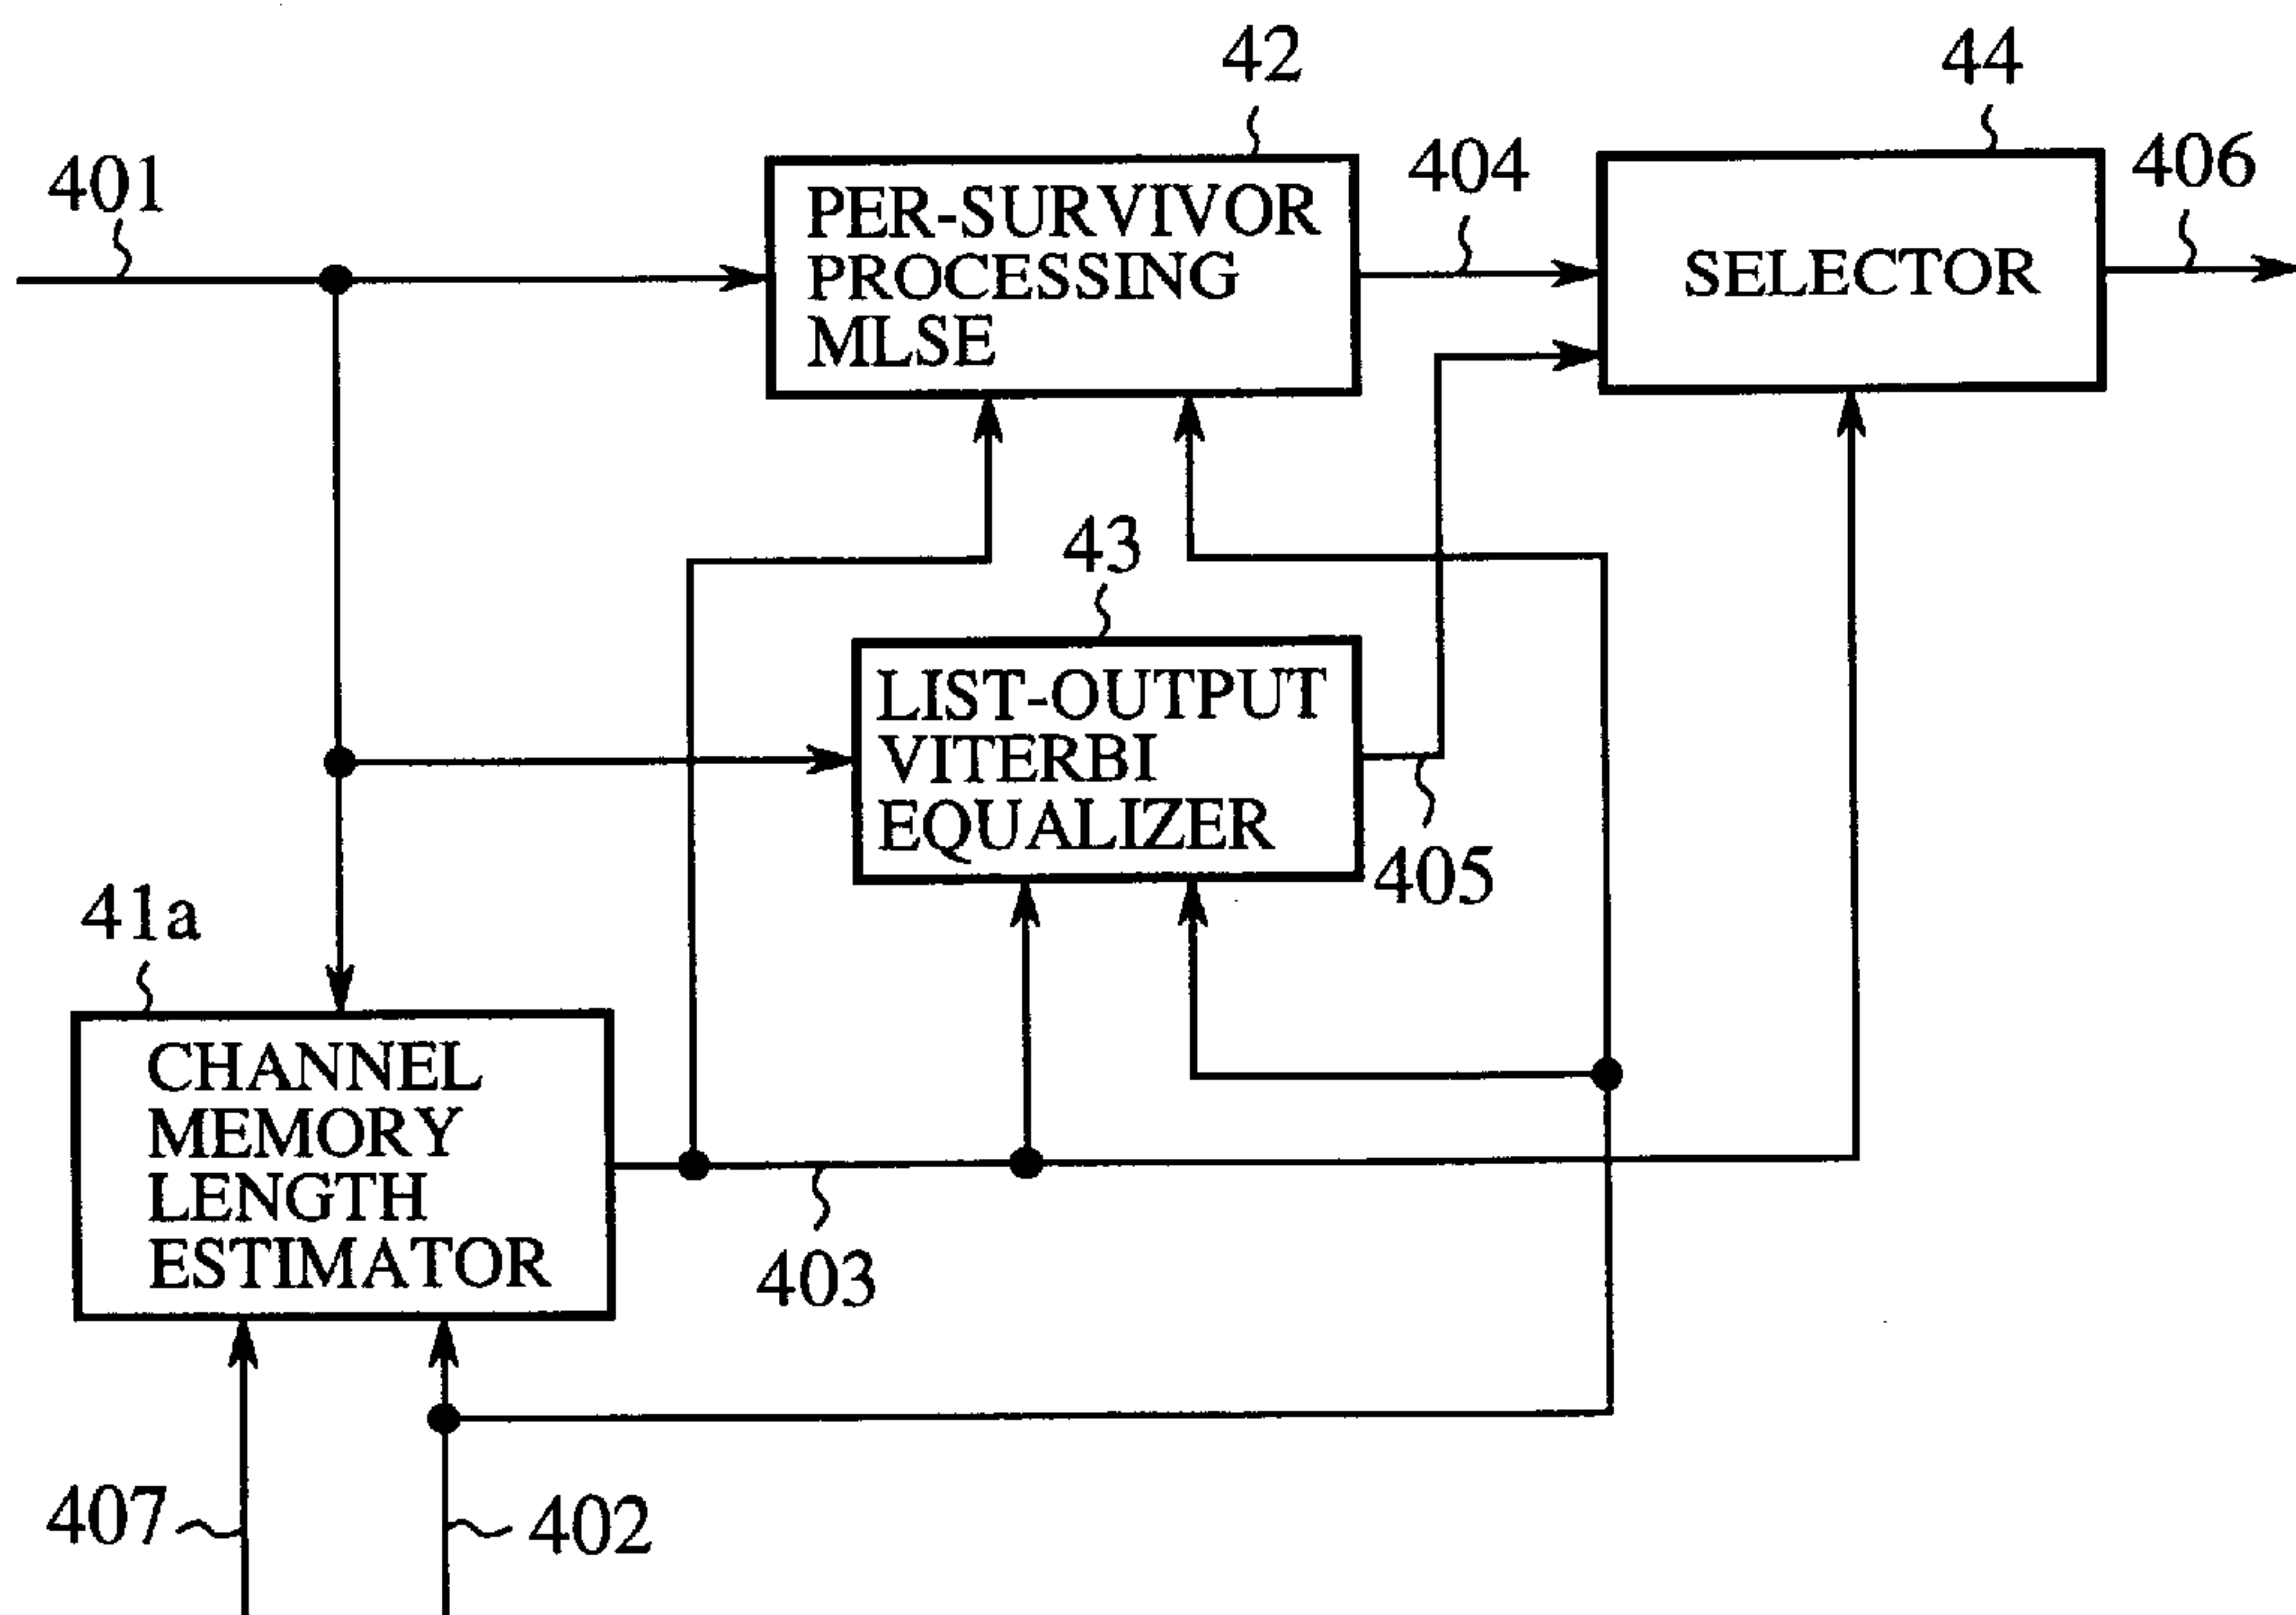 42
44
401
404
406
PER-SURVIVOR
PROCESSING
MLSE
SELECTOR
43
LIST-OUTPUT
VITERBI
EQUALIZER
405
41a
CHANNEL
MEMORY
LENGTH
ESTIMATOR
403
407
402